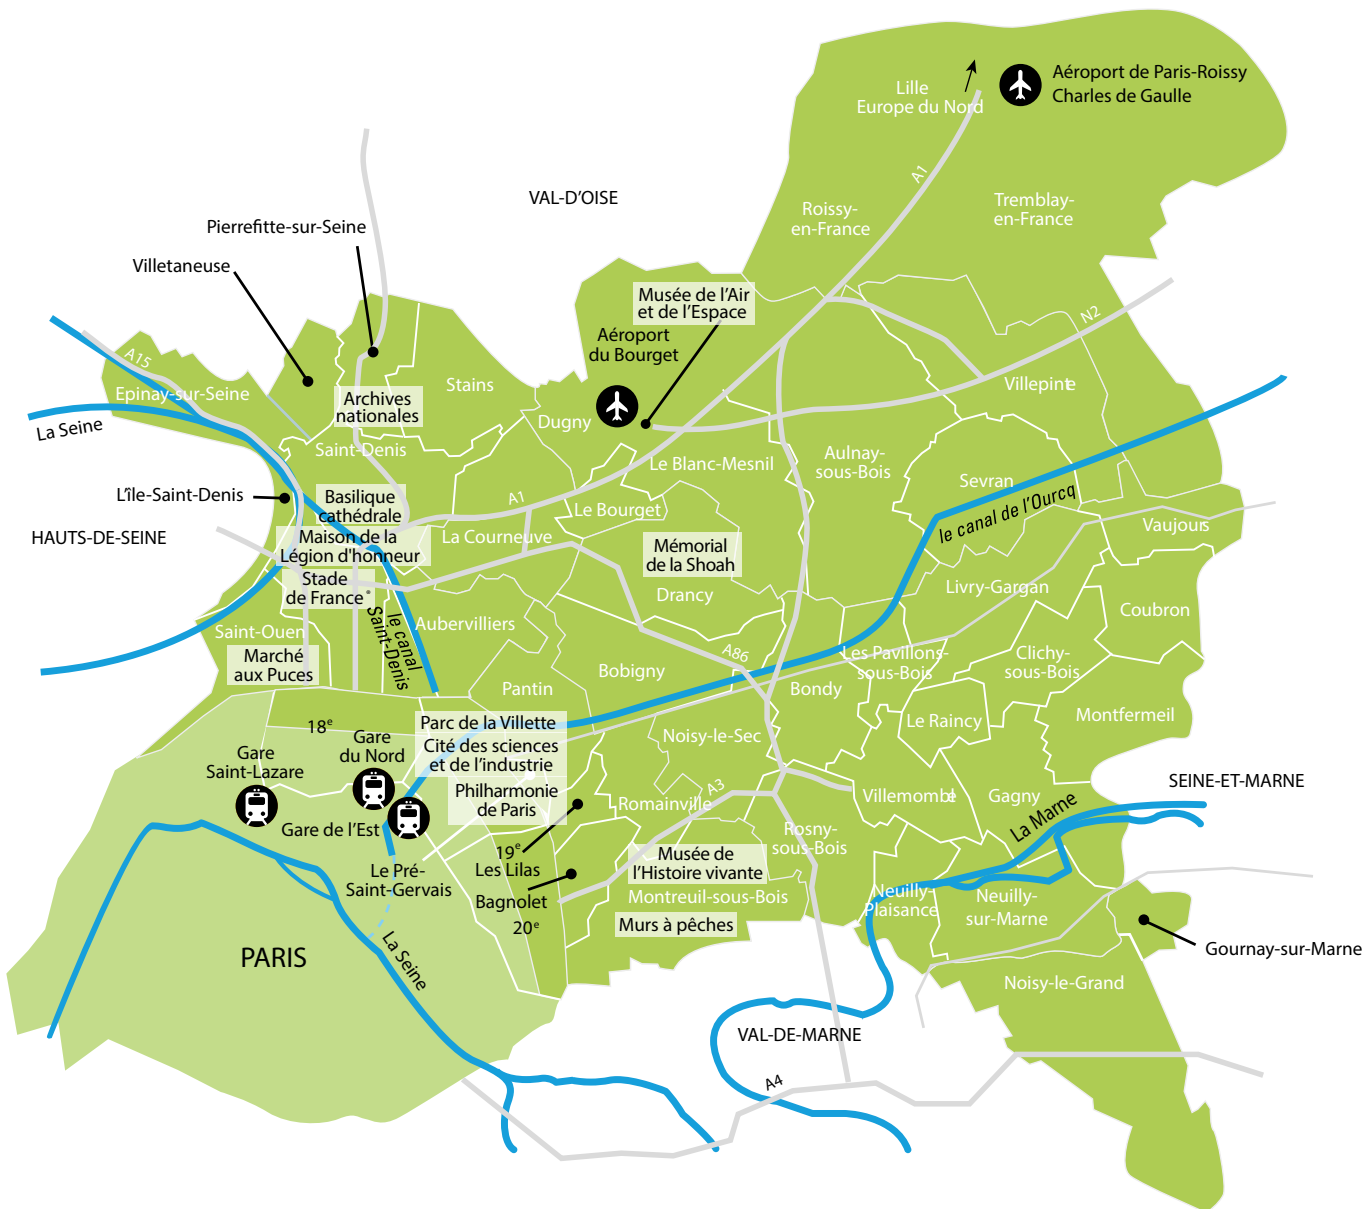 Aéroport de Paris-Roissy
Charles de Gaulle
Lille
Europe du Nord
A1
VAL-D'OISE
Roissy-
en-France
Tremblay-
en-France
Pierrefitte-sur-Seine
Villetaneuse
Musée de l'Air
et de l'Espace
Aéroport
du Bourget
N2
A15
Epinay-sur-Seine
Stains
Villepinte
Archives
nationales
La Seine
Dugny
Saint-Denis
Le Blanc-Mesnil
Aulnay-
sous-Bois
Sevran
L'île-Saint-Denis
Basilique
cathédrale
A1
Le Bourget
le canal de l'Ourcq
Vaujours
HAUTS-DE-SEINE
Maison de la
Légion d'honneur
La Courneuve
Mémorial
de la Shoah
Stade
de France
Drancy
Livry-Gargan
Coubron
le canal
Saint-Denis
Aubervilliers
Saint-Ouen
Marché
aux Puces
A86
Bobigny
Les Pavillons-
sous-Bois
Clichy-
sous-Bois
Pantin
Bondy
Le Raincy
Montfermeil
18e
Parc de la Villette
Gare
du Nord
Cité des sciences
et de l'industrie
Noisy-le-Sec
Gare
Saint-Lazare
SEINE-ET-MARNE
Philharmonie
de Paris
Romainville
A3
Villemomble
Gagny
La Marne
Gare de l'Est
Rosny-
sous-Bois
19e
Les Lilas
Le Pré-
Saint-Gervais
Musée de
l'Histoire vivante
Bagnolet
Montreuil-sous-Bois
Neuilly-
Plaisance
Neuilly-
sur-Marne
20e
Murs à pêches
PARIS
La Seine
Gournay-sur-Marne
Noisy-le-Grand
VAL-DE-MARNE
A4